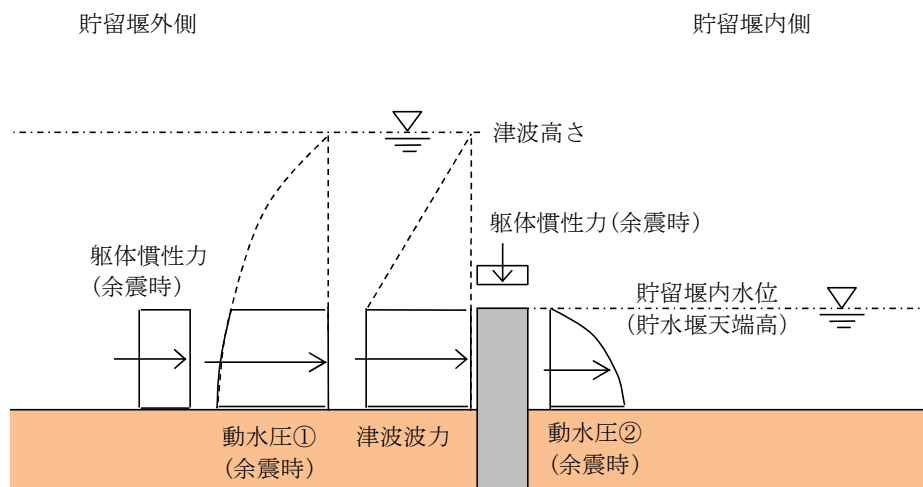 貯留堰外側
貯留堰内側
津波高さ
躯体慣性力(余震時)
躯体慣性力
(余震時)
貯留堰内水位
(貯水堰天端高)
動水圧①
(余震時)
津波波力
動水圧②
(余震時)